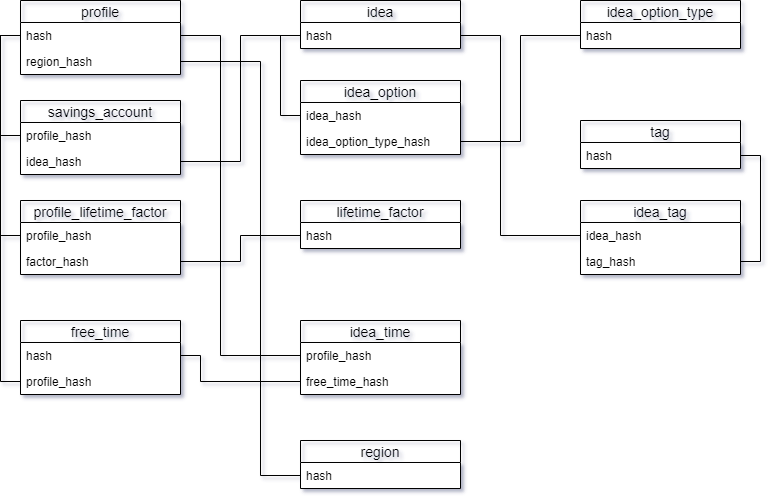 profile
hash
region_hash
savings_account
profile_hash
idea_hash
profile_lifetime_factor
profile_hash
factor_hash
free_time
hash
profile_hash
idea
hash
idea_option
idea_hash
idea_option_type_hash
lifetime_factor
hash
idea_time
profile_hash
free_time_hash
region
hash
idea_option_type
hash
tag
hash
idea_tag
idea_hash
tag_hash